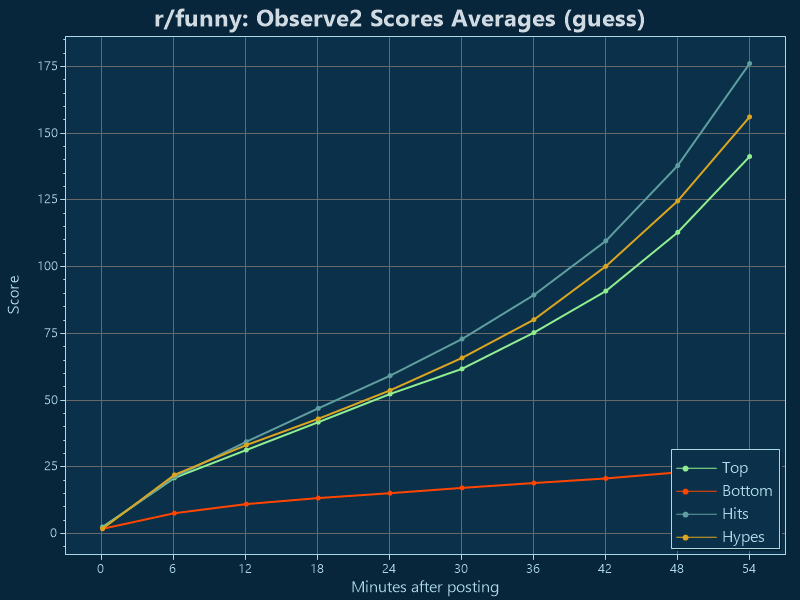 r/funny: Observe2 Scores Averages (guess)
175
150
125
100
75
50
25
0
Score
0 6 12 18 24 30 36 42 48 54
Minutes after posting
Top
Bottom
Hits
Hypes